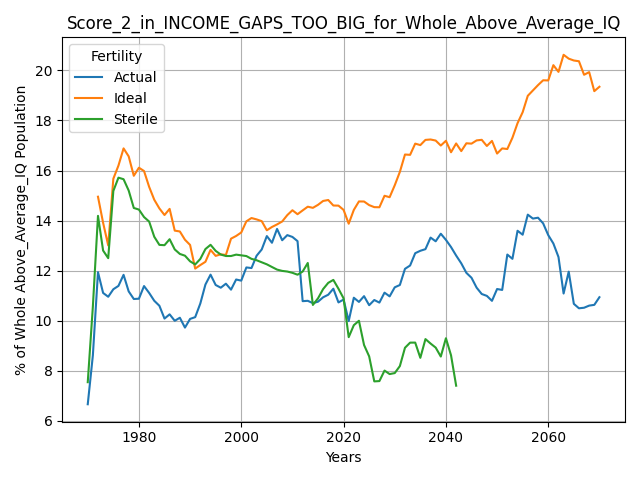 Score_2_in_INCOME_GAPS_TOO_BIG_for_Whole_Above_Average_IQ
Fertility
Actual
Ideal
Sterile
% of Whole Above_Average_IQ Population
20
18
16
14
12
10
8
6
1980
2000
2020
2040
2060
Years